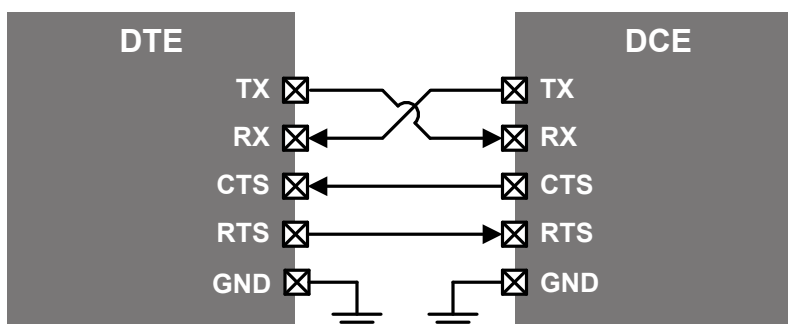 DTE DCE
TX TX
RX RX
CTS CTS
RTS RTS
GND GND